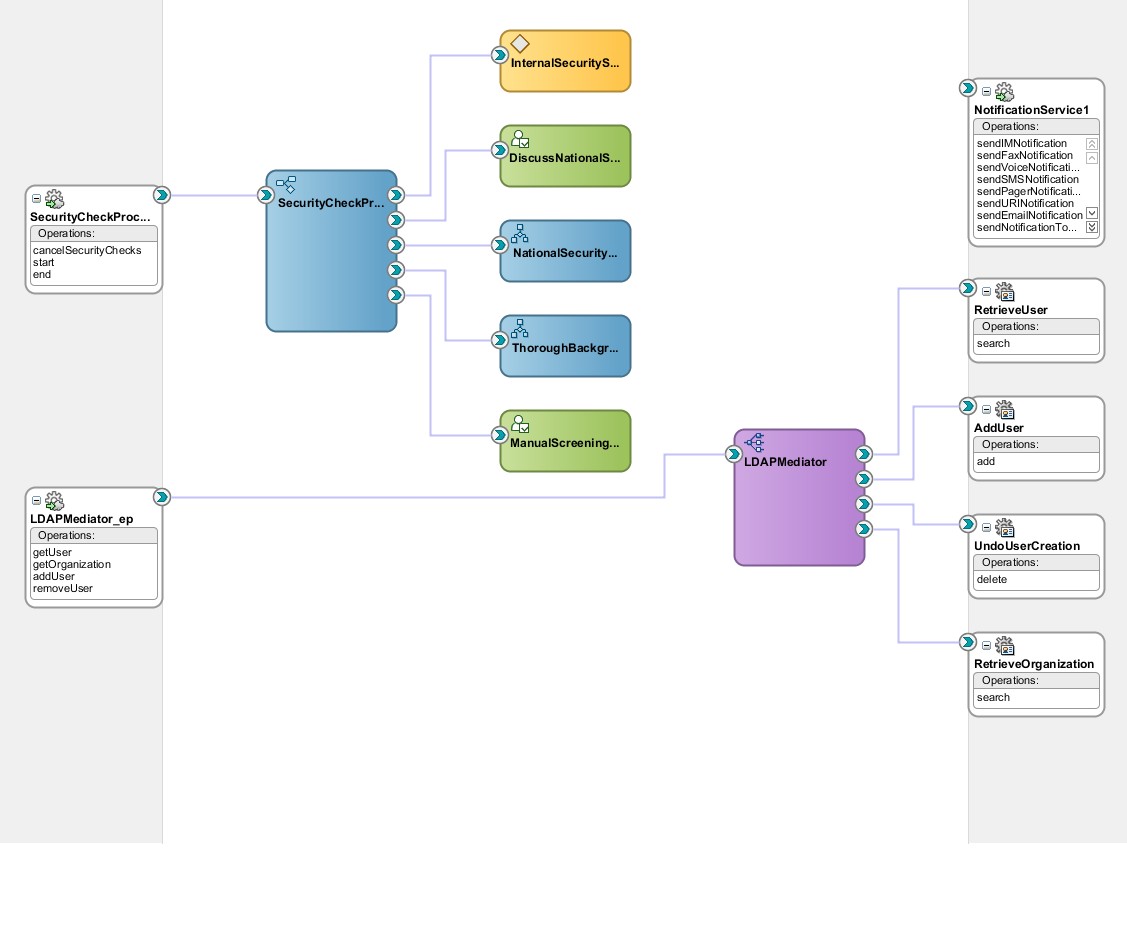 SecurityCheckProc...
Operations:
cancelSecurityChecks
start
end
LDAPMediator_ep
Operations:
getUser
getOrganization
addUser
removeUser
SecurityCheckPr...
InternalSecurityS...
DiscussNationalS...
NationalSecurity...
ThoroughBackgr...
ManualScreening...
LDAPMediator
NotificationService1
Operations:
sendIMNotification
sendFaxNotification
sendVoiceNotificati...
sendSMSNotification
sendPagerNotificati...
sendURINotification
sendEmailNotification
sendNotificationTo...
RetrieveUser
Operations:
search
AddUser
Operations:
add
UndoUserCreation
Operations:
delete
RetrieveOrganization
Operations:
search